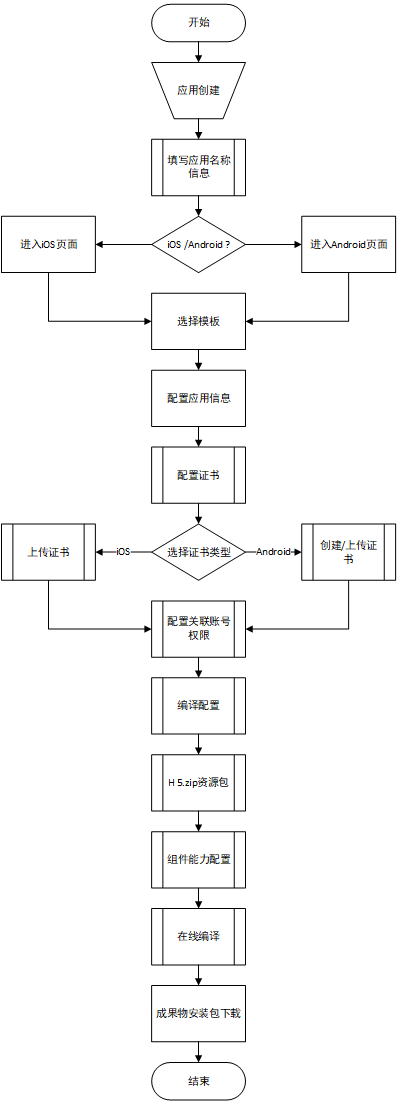 开始
应用创建
填写应用名称
信息
进入iOS页面
iOS /Android ?
进入Android页面
选择模板
配置应用信息
配置证书
上传证书
iOS
选择证书类型
Android
创建/上传证
书
配置关联账号
权限
编译配置
H 5.zip资源包
组件能力配置
在线编译
成果物安装包下载
结束